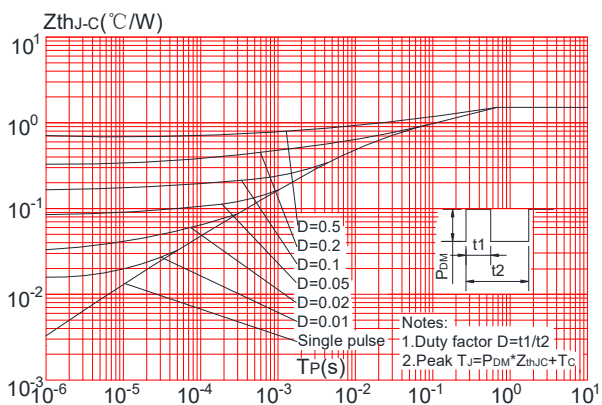 ZthJ-C(℃/W)
10¹
10⁰
10⁻¹
10⁻²
10⁻³
D=0.5
D=0.2
D=0.1
D=0.05
D=0.02
D=0.01
Single pulse
TP(s)
PDM
t1
t2
Notes:
1.Duty factor D=t1/t2
2.Peak TJ=PDM*ZthJC+TC
10⁻⁶ 10⁻⁵ 10⁻⁴ 10⁻³ 10⁻² 10⁻¹ 10⁰ 10¹